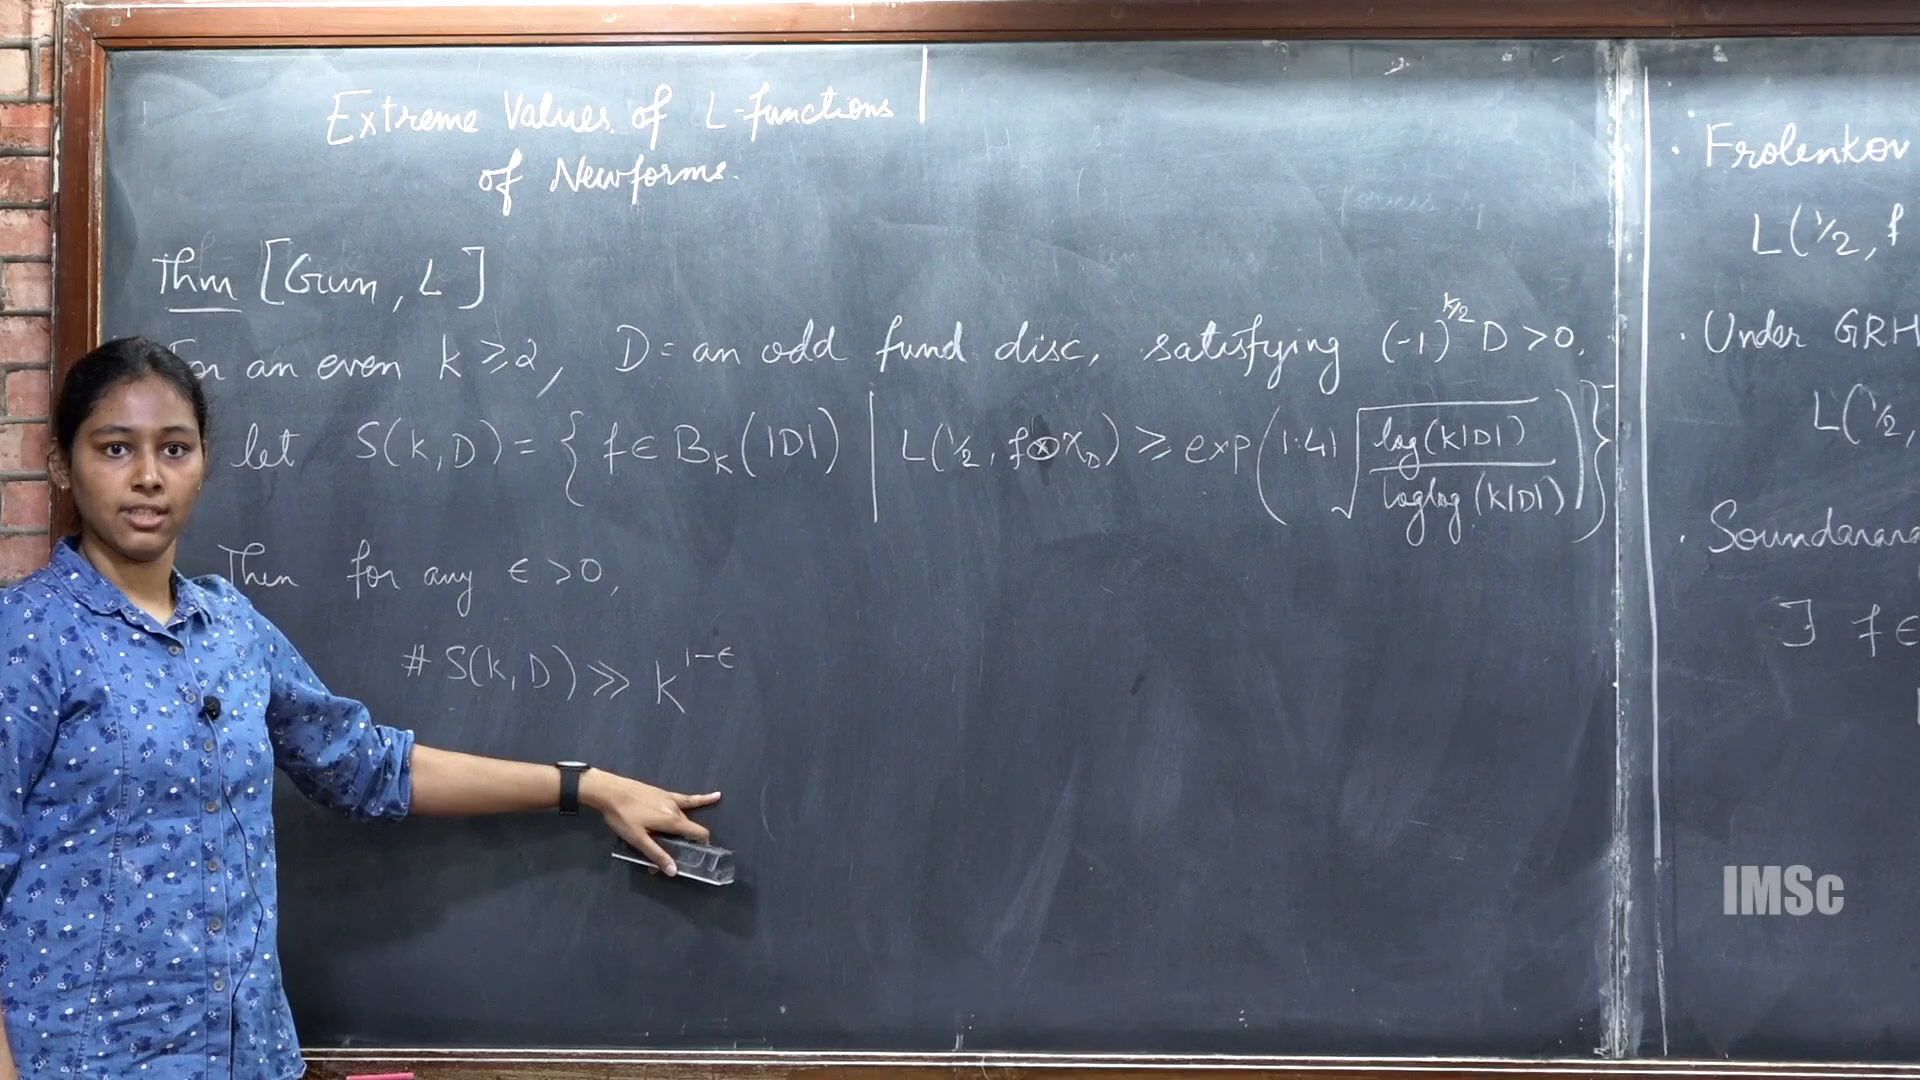 Extreme Values of L-functions
of Newforms.
Thm [Gun, L]
For an even k ≥ 2, D = an odd fund disc, satisfying (-1)^{k/2} D > 0.
let S(k,D) = { f ∈ B_k(|D|) | L(1/2, f⊗χ_D) ≥ exp(1.41 √(log(k|D|)/loglog(k|D|))) }
Then for any ϵ > 0,
# S(k,D) ≫ k^{1-ϵ}
· Frolenkov
L(1/2, f
· Under GRH
L(1/2,
· Soundarara
∃ f ∈
IMSc